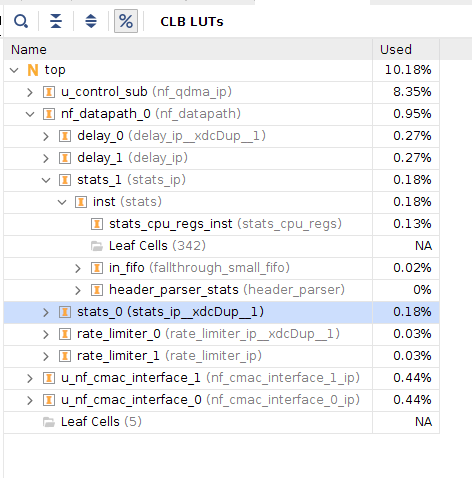 % CLB LUTs
Name Used
N top 10.18%
u_control_sub (nf_qdma_ip) 8.35%
nf_datapath_0 (nf_datapath) 0.95%
delay_0 (delay_ip__xdcDup__1) 0.27%
delay_1 (delay_ip) 0.27%
stats_1 (stats_ip) 0.18%
inst (stats) 0.18%
stats_cpu_regs_inst (stats_cpu_regs) 0.13%
Leaf Cells (342) NA
in_fifo (fallthrough_small_fifo) 0.02%
header_parser_stats (header_parser) 0%
stats_0 (stats_ip__xdcDup__1) 0.18%
rate_limiter_0 (rate_limiter_ip__xdcDup__1) 0.03%
rate_limiter_1 (rate_limiter_ip) 0.03%
u_nf_cmac_interface_1 (nf_cmac_interface_1_ip) 0.44%
u_nf_cmac_interface_0 (nf_cmac_interface_0_ip) 0.44%
Leaf Cells (5) NA